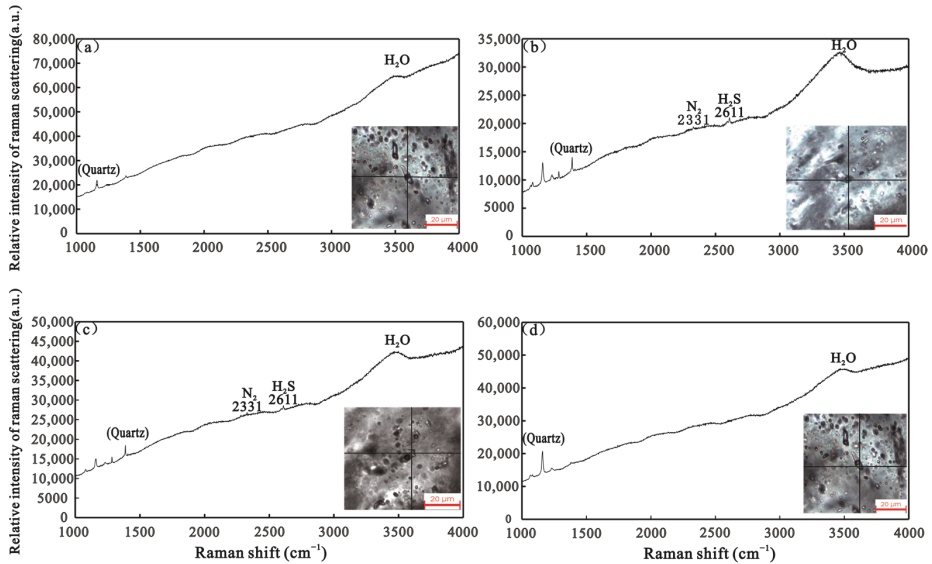 Relative intensity of raman scattering(a.u.)
80,000
70,000
60,000
50,000
40,000
30,000
20,000
10,000
0
(a)
H₂O
(Quartz)
20 μm
1000 1500 2000 2500 3000 3500 4000
35,000
30,000
25,000
20,000
15,000
10,000
5000
0
(b)
H₂O
N₂
2331
H₂S
2611
(Quartz)
20 μm
1000 1500 2000 2500 3000 3500 4000
Relative intensity of raman scattering(a.u.)
50,000
45,000
40,000
35,000
30,000
25,000
20,000
15,000
10,000
5000
0
(c)
H₂O
N₂
2331
H₂S
2611
(Quartz)
20 μm
1000 1500 2000 2500 3000 3500 4000
Raman shift (cm⁻¹)
60,000
50,000
40,000
30,000
20,000
10,000
0
(d)
H₂O
(Quartz)
20 μm
1000 1500 2000 2500 3000 3500 4000
Raman shift (cm⁻¹)